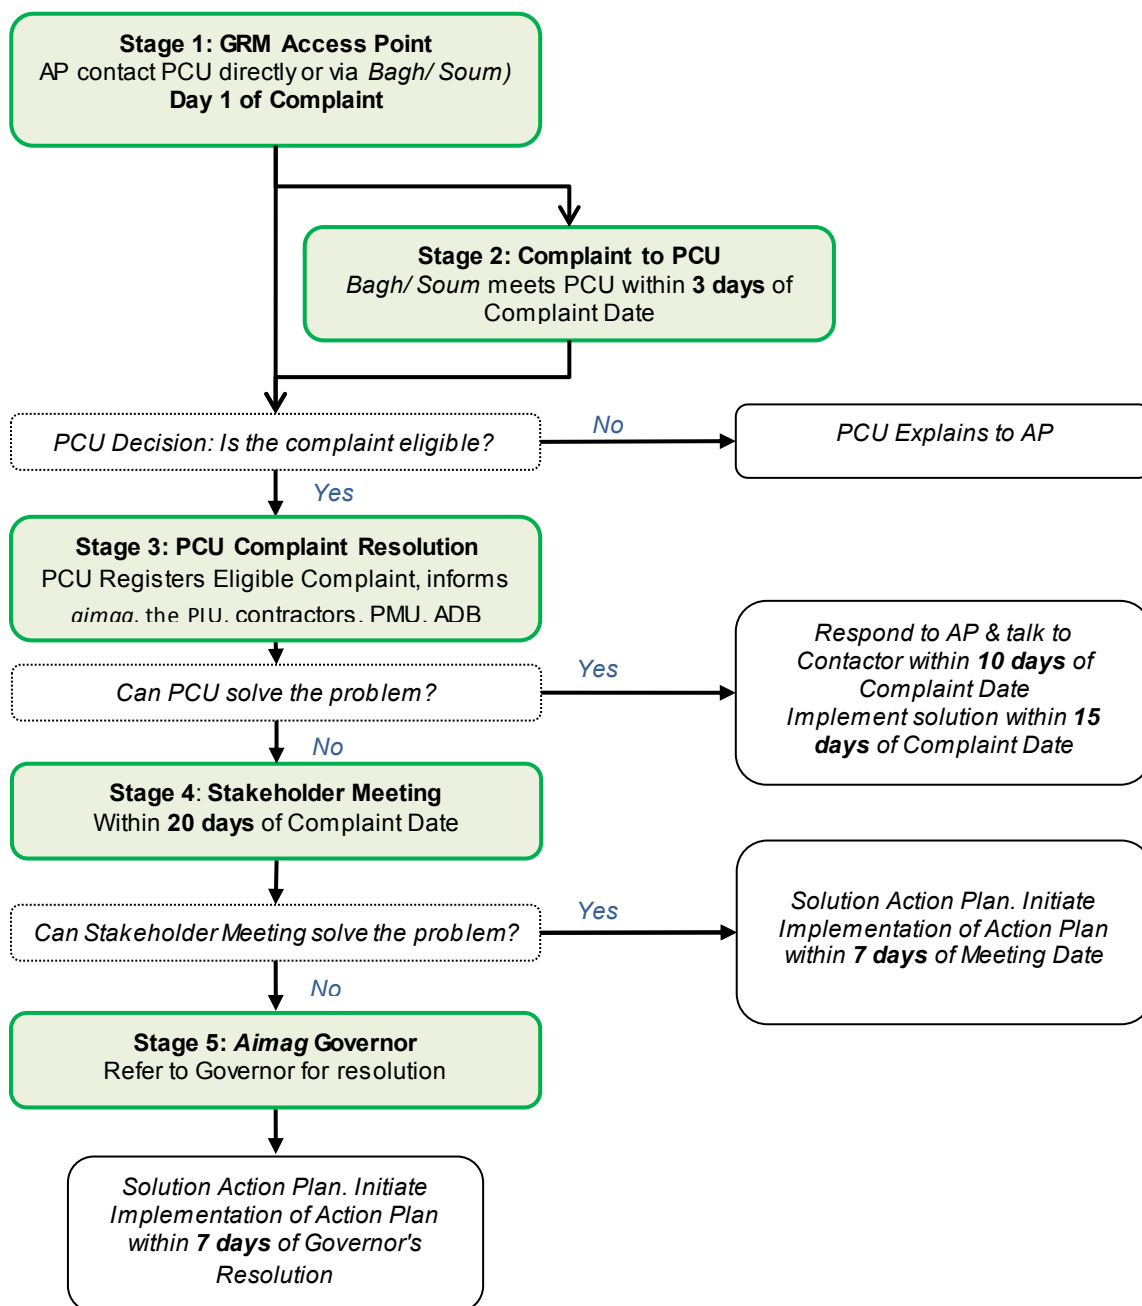 Stage 1: GRM Access Point
AP contact PCU directly or via Bagh/ Soum)
Day 1 of Complaint
Stage 2: Complaint to PCU
Bagh/ Soum meets PCU within 3 days of
Complaint Date
PCU Decision: Is the complaint eligible?
No
PCU Explains to AP
Yes
Stage 3: PCU Complaint Resolution
PCU Registers Eligible Complaint, informs
aimag, the PIU, contractors, PMU, ADB
Can PCU solve the problem?
Yes
Respond to AP & talk to
Contactor within 10 days of
Complaint Date
Implement solution within 15
days of Complaint Date
No
Stage 4: Stakeholder Meeting
Within 20 days of Complaint Date
Can Stakeholder Meeting solve the problem?
Yes
Solution Action Plan. Initiate
Implementation of Action Plan
within 7 days of Meeting Date
No
Stage 5: Aimag Governor
Refer to Governor for resolution
Solution Action Plan. Initiate
Implementation of Action Plan
within 7 days of Governor's
Resolution